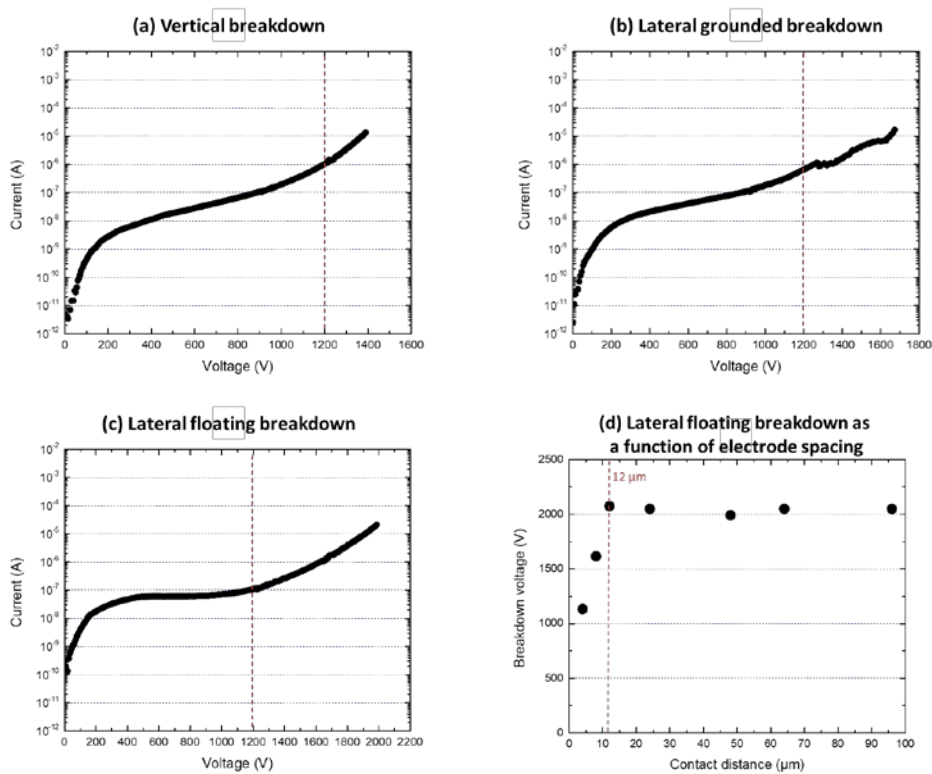 (a) Vertical breakdown
10⁻²
10⁻³
10⁻⁴
10⁻⁵
10⁻⁶
10⁻⁷
10⁻⁸
10⁻⁹
10⁻¹⁰
10⁻¹¹
10⁻¹²
Current (A)
0 200 400 600 800 1000 1200 1400 1600
Voltage (V)
(b) Lateral grounded breakdown
10⁻²
10⁻³
10⁻⁴
10⁻⁵
10⁻⁶
10⁻⁷
10⁻⁸
10⁻⁹
10⁻¹⁰
10⁻¹¹
10⁻¹²
Current (A)
0 200 400 600 800 1000 1200 1400 1600 1800
Voltage (V)
(c) Lateral floating breakdown
10⁻²
10⁻³
10⁻⁴
10⁻⁵
10⁻⁶
10⁻⁷
10⁻⁸
10⁻⁹
10⁻¹⁰
10⁻¹¹
10⁻¹²
Current (A)
0 200 400 600 800 1000 1200 1400 1600 1800 2000 2200
Voltage (V)
(d) Lateral floating breakdown as
a function of electrode spacing
2500
2000
1500
1000
500
0
Breakdown voltage (V)
12 μm
0 10 20 30 40 50 60 70 80 90 100
Contact distance (μm)